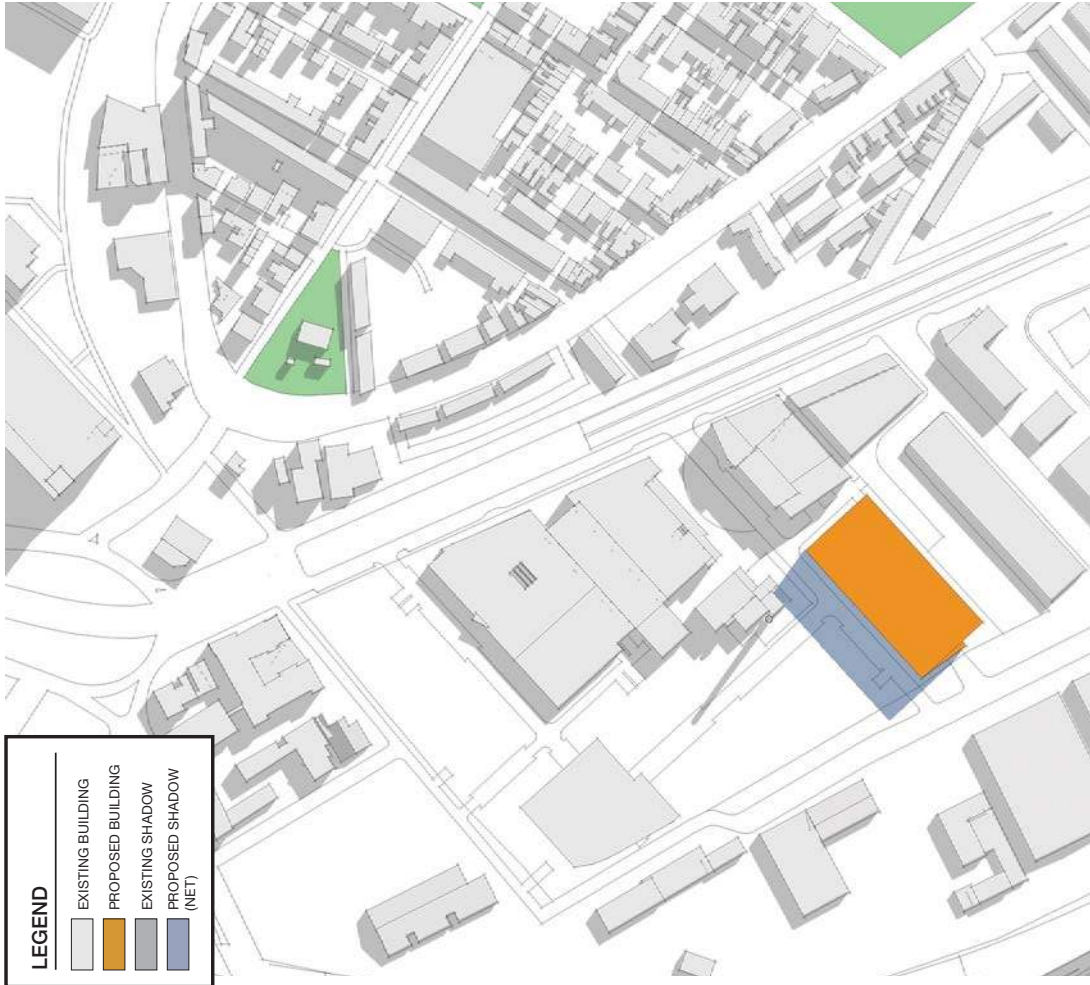 LEGEND
EXISTING BUILDING
PROPOSED BUILDING
EXISTING SHADOW
PROPOSED SHADOW
(NET)